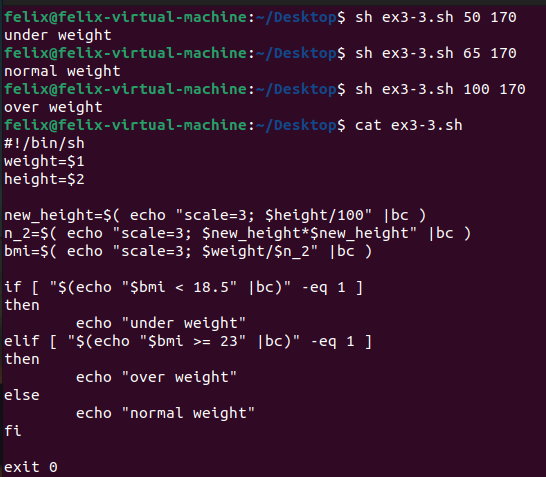 felix@felix-virtual-machine:~/Desktop$ sh ex3-3.sh 50 170
under weight
felix@felix-virtual-machine:~/Desktop$ sh ex3-3.sh 65 170
normal weight
felix@felix-virtual-machine:~/Desktop$ sh ex3-3.sh 100 170
over weight
felix@felix-virtual-machine:~/Desktop$ cat ex3-3.sh
#!/bin/sh
weight=$1
height=$2

new_height=$( echo "scale=3; $height/100" |bc )
n_2=$( echo "scale=3; $new_height*$new_height" |bc )
bmi=$( echo "scale=3; $weight/$n_2" |bc )

if [ "$(echo "$bmi < 18.5" |bc)" -eq 1 ]
then
        echo "under weight"
elif [ "$(echo "$bmi >= 23" |bc)" -eq 1 ]
then
        echo "over weight"
else
        echo "normal weight"
fi

exit 0